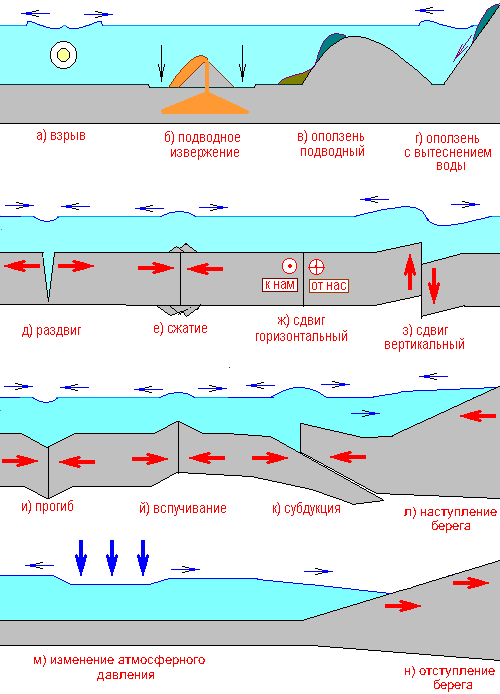 а) взрыв
б) подводное
извержение
в) оползень
подводный
г) оползень
с вытеснением
воды
к нам
от нас
д) раздвиг
е) сжатие
ж) сдвиг
горизонтальный
з) сдвиг
вертикальный
и) прогиб
й) вспучивание
к) субдукция
л) наступление
берега
м) изменение атмосферного
давления
н) отступление
берега